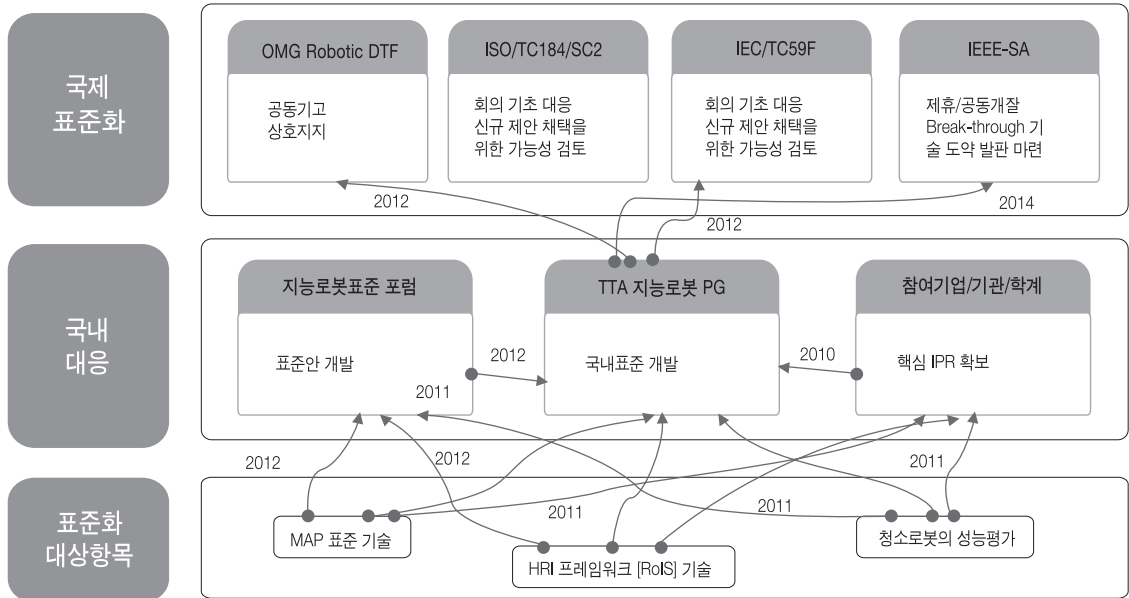 국제
표준화
OMG Robotic DTF
공동기고
상호지지
ISO/TC184/SC2
회의 기초 대응
신규 제안 채택을
위한 가능성 검토
IEC/TC59F
회의 기초 대응
신규 제안 채택을
위한 가능성 검토
IEEE-SA
제휴/공동개잘
Break-through 기
술 도약 발판 마련
2012
2012
2014
국내
대응
지능로봇표준 포럼
표준안 개발
2012
TTA 지능로봇 PG
국내표준 개발
2010
참여기업/기관/학계
핵심 IPR 확보
2011
2012
2012
2011
2011
2011
표준화
대상항목
MAP 표준 기술
HRI 프레임워크 [RoIS] 기술
청소로봇의 성능평가